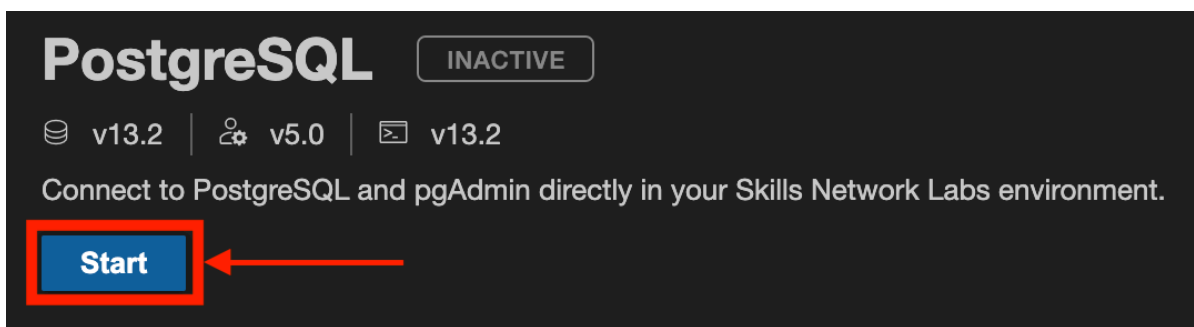 PostgreSQL INACTIVE
v13.2 v5.0 v13.2
Connect to PostgreSQL and pgAdmin directly in your Skills Network Labs environment.
Start